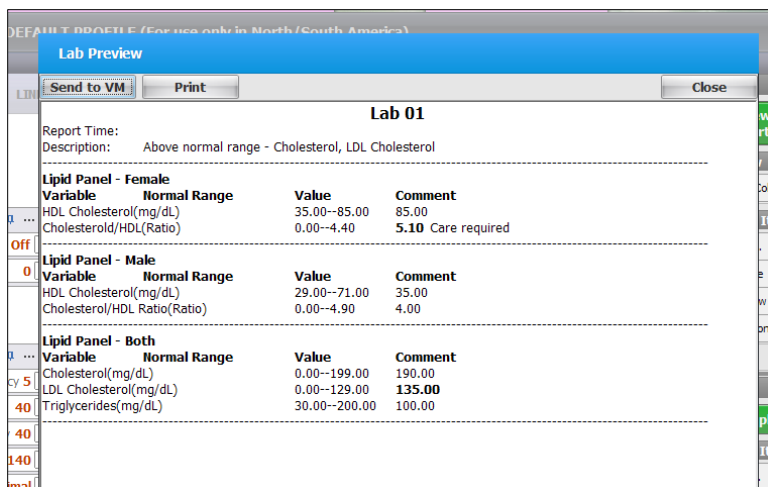 DEFAULT PROFILE (For use only in North/South America)
Lab Preview
Send to VM Print Close
Lab 01
Report Time:
Description: Above normal range - Cholesterol, LDL Cholesterol
Lipid Panel - Female
Variable Normal Range Value Comment
HDL Cholesterol(mg/dL) 35.00--85.00 85.00
Cholesterold/HDL(Ratio) 0.00--4.40 5.10 Care required
Lipid Panel - Male
Variable Normal Range Value Comment
HDL Cholesterol(mg/dL) 29.00--71.00 35.00
Cholesterol/HDL Ratio(Ratio) 0.00--4.90 4.00
Lipid Panel - Both
Variable Normal Range Value Comment
Cholesterol(mg/dL) 0.00--199.00 190.00
LDL Cholesterol(mg/dL) 0.00--129.00 135.00
Triglycerides(mg/dL) 30.00--200.00 100.00
LIN
Off
0
cy 5
40
40
140